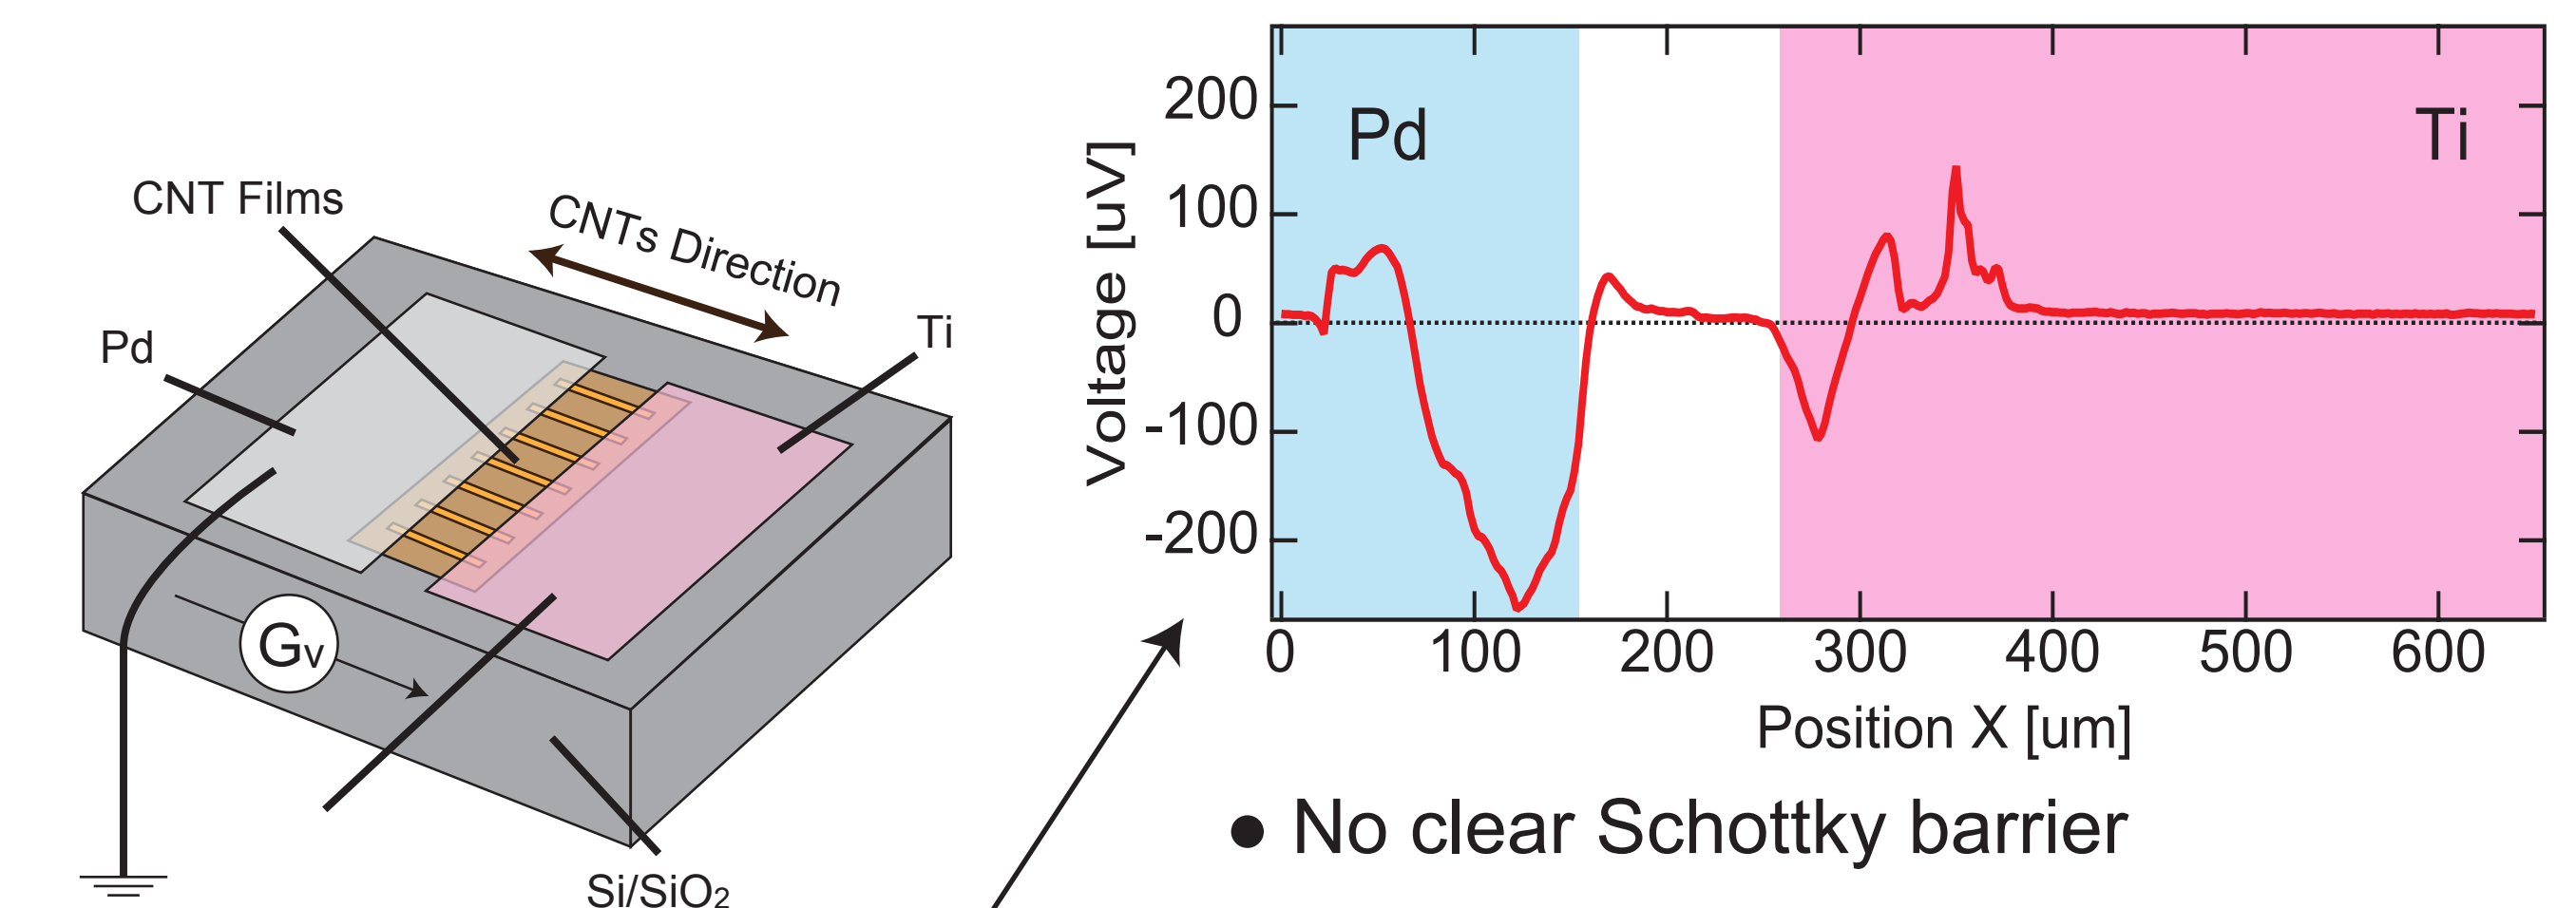 CNT Films
CNTs Direction
Pd
Ti
Gv
Si/SiO2
Voltage [uV]
200
100
0
-100
-200
Pd
Ti
0 100 200 300 400 500 600
Position X [um]
● No clear Schottky barrier